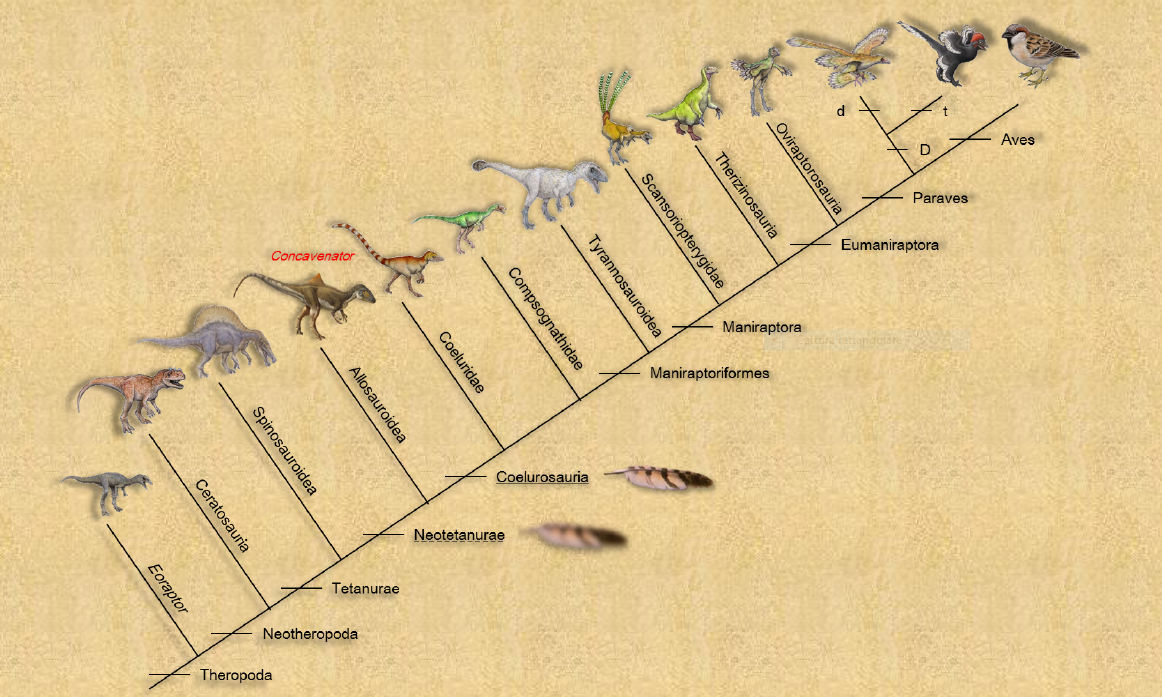 d
t
D
Aves
Oviraptorosauria
Paraves
Therizinosauria
Eumaniraptora
Scansoriopterygidae
Concavenator
Tyrannosauroidea
Maniraptora
Compsognathidae
Maniraptoriformes
Coeluridae
Allosauroidea
Coelurosauria
Spinosauroidea
Neotetanurae
Ceratosauria
Tetanurae
Eoraptor
Neotheropoda
Theropoda